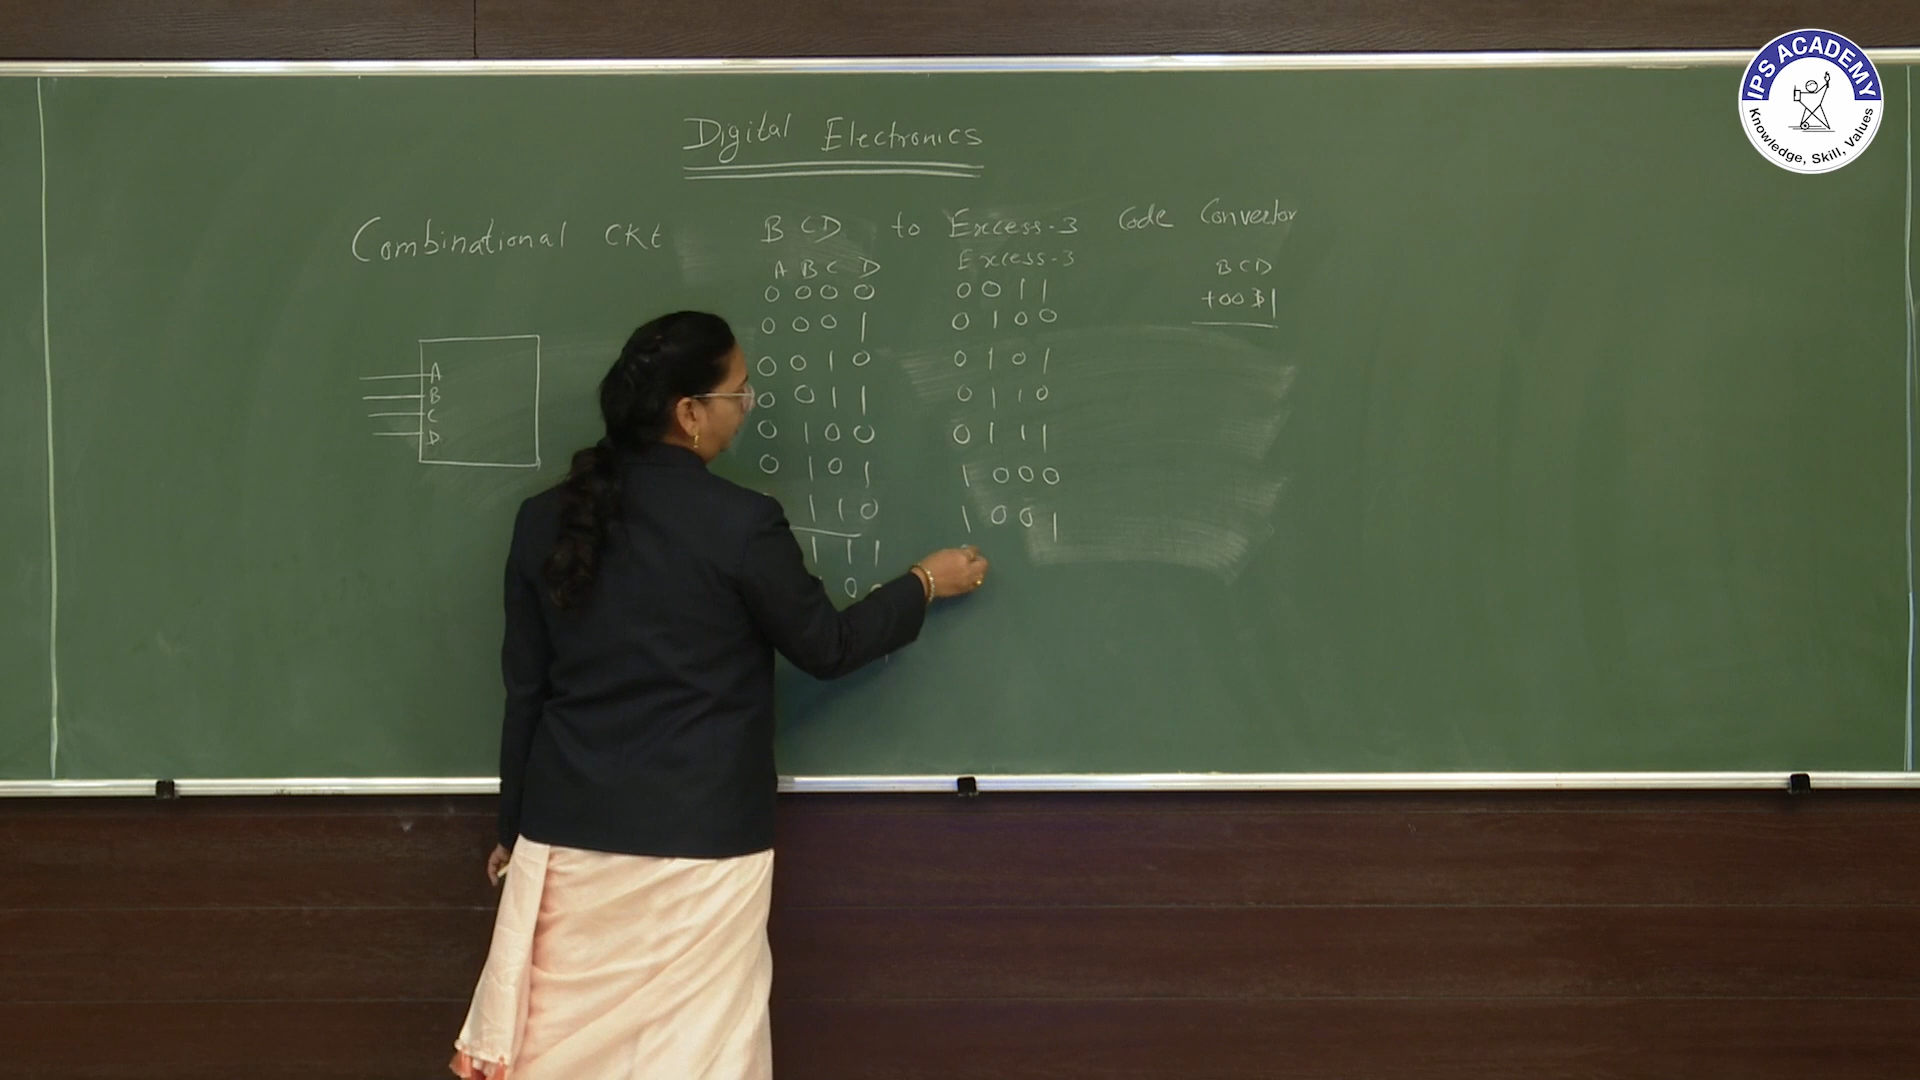 IPS ACADEMY
Knowledge, Skill, Values
Digital Electronics
Combinational CKt BCD to Excess-3 Code Convertor
A B C D Excess-3 BCD
0 0 0 0 0 0 1 1
0 0 0 1 0 1 0 0
0 0 1 0 0 1 0 1
0 0 1 1 0 1 1 0
0 1 0 0 0 1 1 1
0 1 0 1 1 0 0 0
1 1 0 1 0 0 1
1 1 1
A
B
C
D